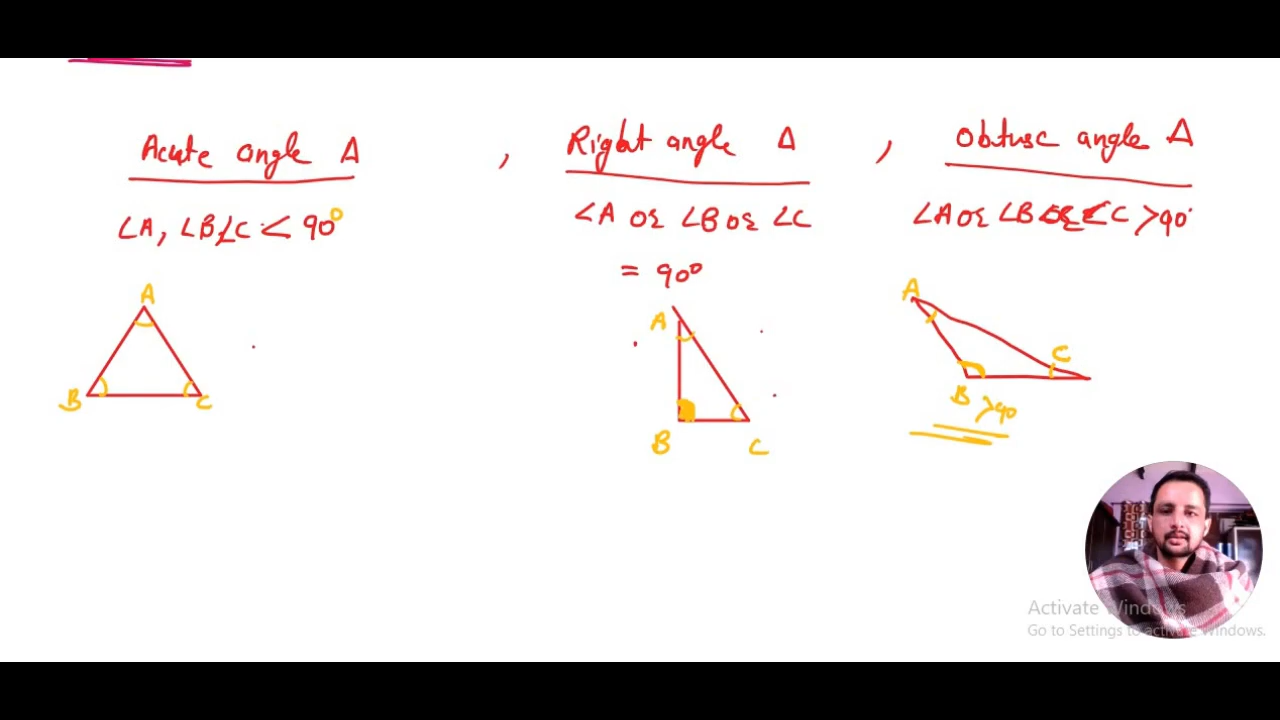 Acute angle Δ , Right angle Δ , Obtuse angle Δ
∠A, ∠B, ∠C < 90°
∠A or ∠B or ∠C
= 90°
∠A or ∠B or ∠C > 90°
A
B
C
A
B
C
A
B > 90
C
Activate Windows
Go to Settings to activate Windows.